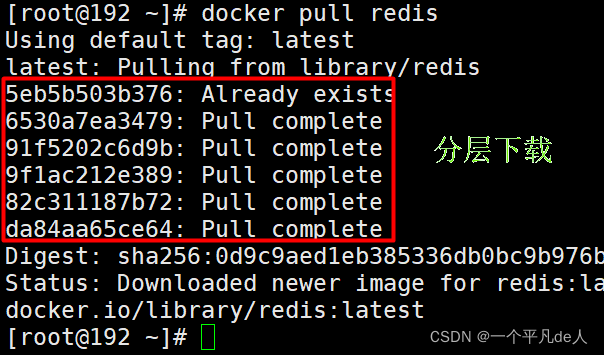 [root@192 ~]# docker pull redis
Using default tag: latest
latest: Pulling from library/redis
5eb5b503b376: Already exists
6530a7ea3479: Pull complete
91f5202c6d9b: Pull complete
9f1ac212e389: Pull complete
82c311187b72: Pull complete
da84aa65ce64: Pull complete
分层下载
Digest: sha256:0d9c9aed1eb385336db0bc9b976b
Status: Downloaded newer image for redis:la
docker.io/library/redis:latest
[root@192 ~]#
CSDN @一个平凡de人